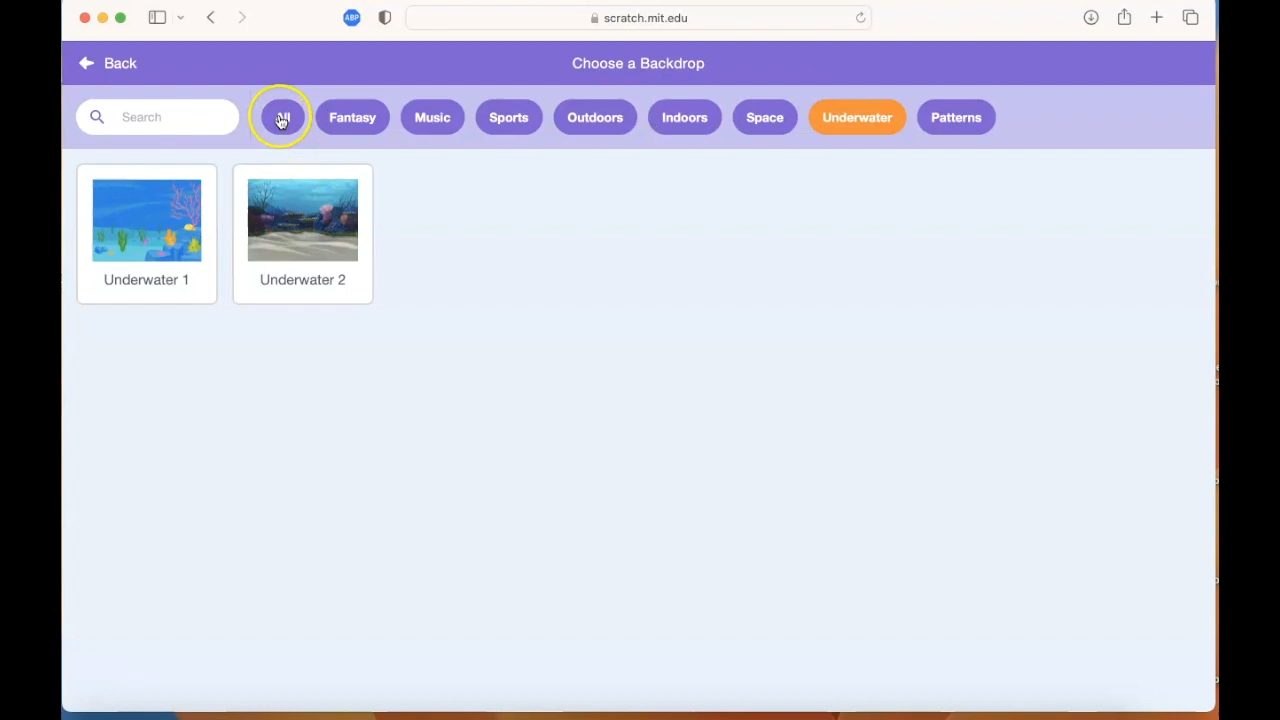 ABP
scratch.mit.edu
Back
Choose a Backdrop
Search
Fantasy
Music
Sports
Outdoors
Indoors
Space
Underwater
Patterns
Underwater 1
Underwater 2